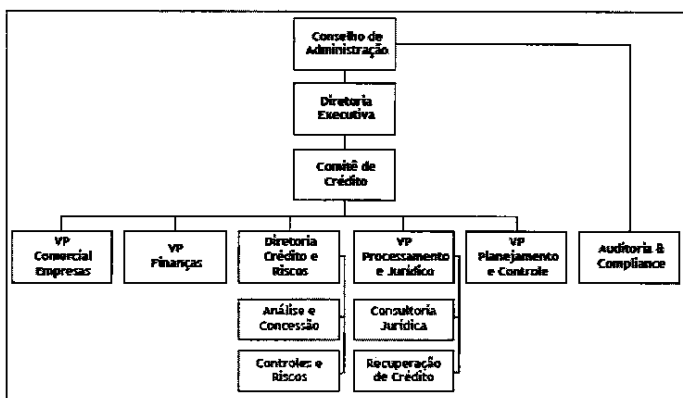 Conselho de
Administração
Diretoria
Executiva
Comitê de
Crédito
VP
Comercial
Empresas
VP
Finanças
Diretoria
Crédito e
Riscos
VP
Processamento
e Jurídico
VP
Planejamento
e Controle
Auditoria &
Compliance
Análise e
Concessão
Consultoria
Jurídica
Controles e
Riscos
Recuperação
de Crédito